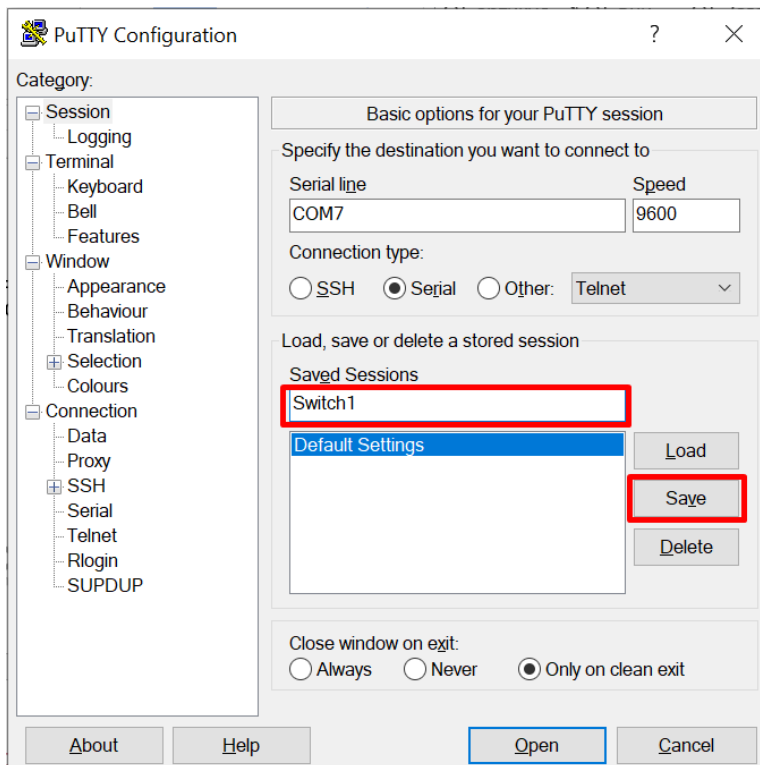 PuTTY Configuration ? ×
Category:
Session
Logging
Terminal
Keyboard
Bell
Features
Window
Appearance
Behaviour
Translation
Selection
Colours
Connection
Data
Proxy
SSH
Serial
Telnet
Rlogin
SUPDUP
Basic options for your PuTTY session
Specify the destination you want to connect to
Serial line Speed
COM7 9600
Connection type:
SSH Serial Other: Telnet
Load, save or delete a stored session
Saved Sessions
Switch1
Default Settings
Load
Save
Delete
Close window on exit:
Always Never Only on clean exit
About Help Open Cancel